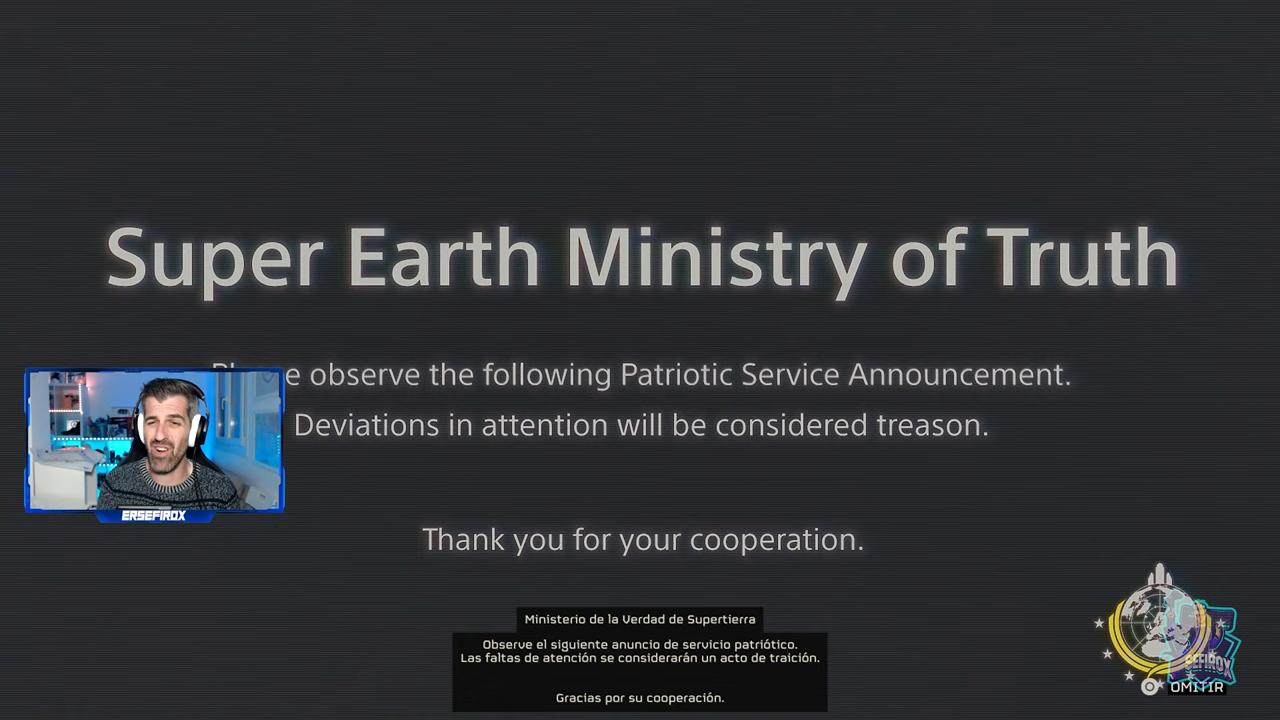 Super Earth Ministry of Truth
observe the following Patriotic Service Announcement.
Deviations in attention will be considered treason.
ERSEFIROX
Thank you for your cooperation.
Ministerio de la Verdad de Supertierra
Observe el siguiente anuncio de servicio patriótico.
Las faltas de atención se considerarán un acto de traición.
Gracias por su cooperación.
SEFIROX
OMITIR